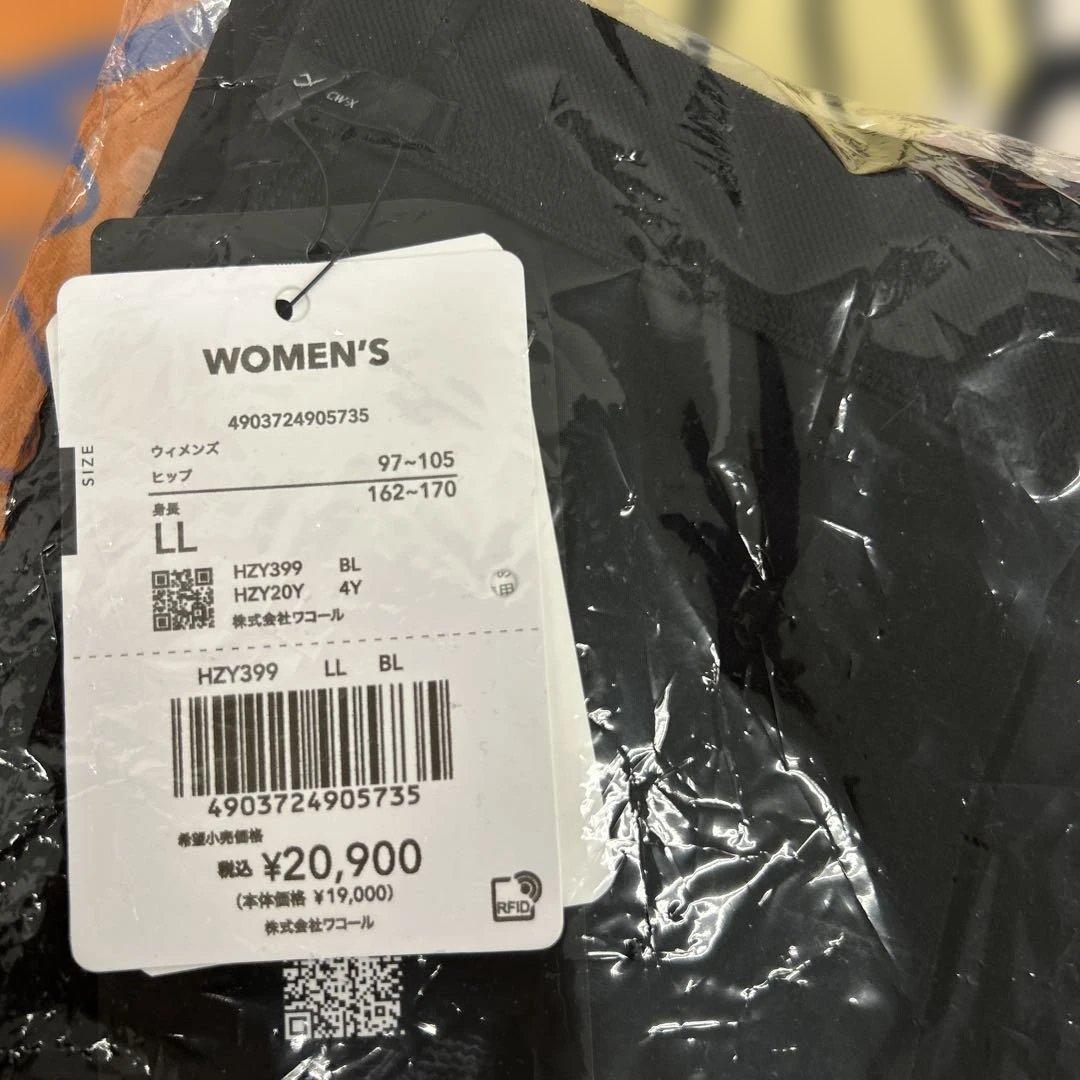 CW-X
WOMEN'S
4903724905735
SIZE
ウィメンズ
ヒップ 97~105
身長 162~170
LL
HZY399 BL
HZY20Y 4Y
株式会社ワコール
HZY399 LL BL
4903724905735
希望小売価格
税込 ¥20,900
(本体価格 ¥19,000)
株式会社ワコール
RFID